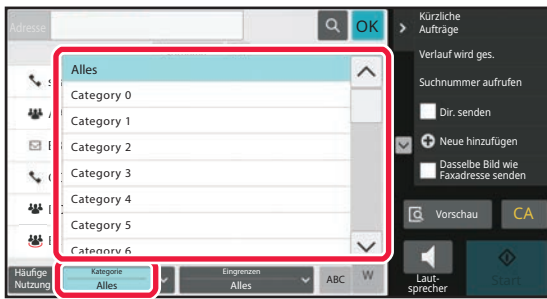 Adresse
OK
Alles
Category 0
Category 1
Category 2
Category 3
Category 4
Category 5
Category 6
Häufige
Nutzung
Kategorie
Alles
Eingrenzen
Alles
ABC
W
Kürzliche
Aufträge
Verlauf wird ges.
Suchnummer aufrufen
Dir. senden
Neue hinzufügen
Dasselbe Bild wie
Faxadresse senden
Vorschau
CA
Laut-
sprecher
Start